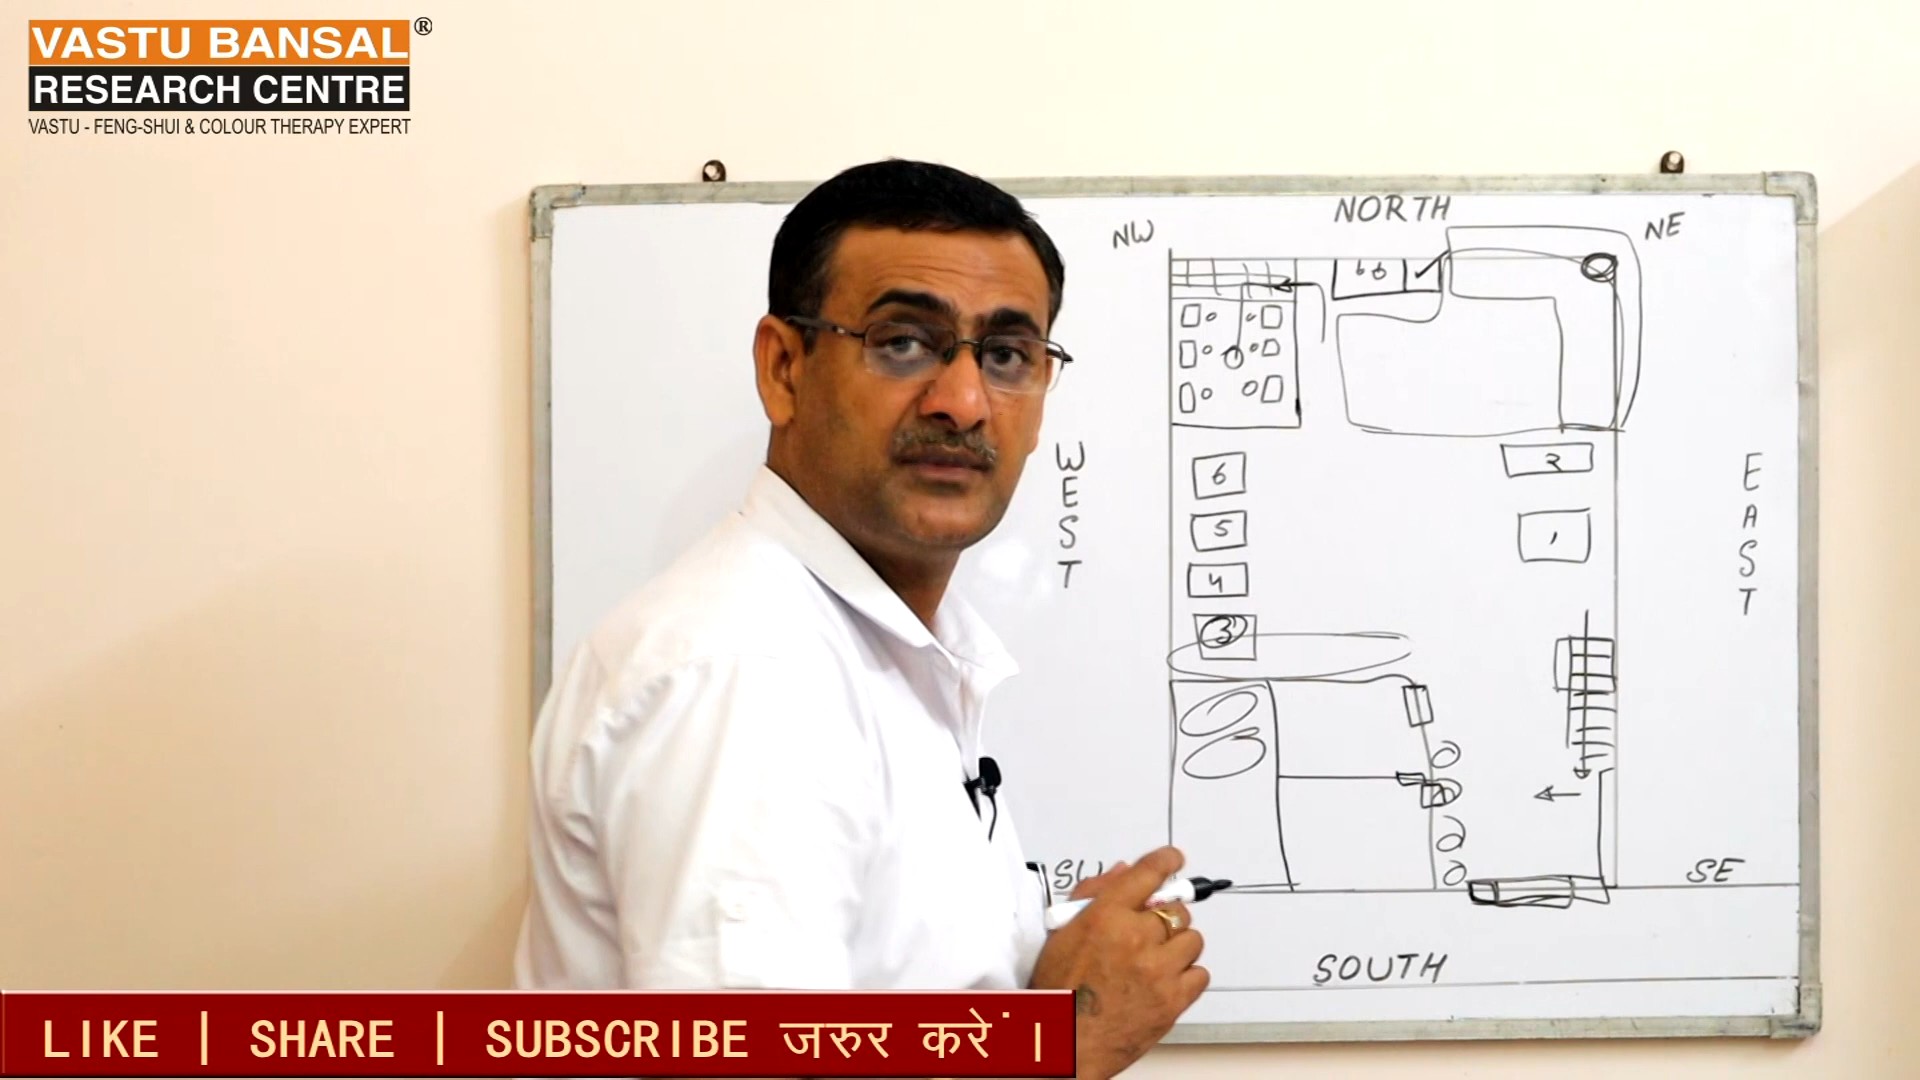 VASTU BANSAL®
RESEARCH CENTRE
VASTU - FENG-SHUI & COLOUR THERAPY EXPERT
NORTH
NW
NE
WEST
EAST
6
5
4
3
2
1
SW
SE
SOUTH
LIKE | SHARE | SUBSCRIBE जरुर करें ।